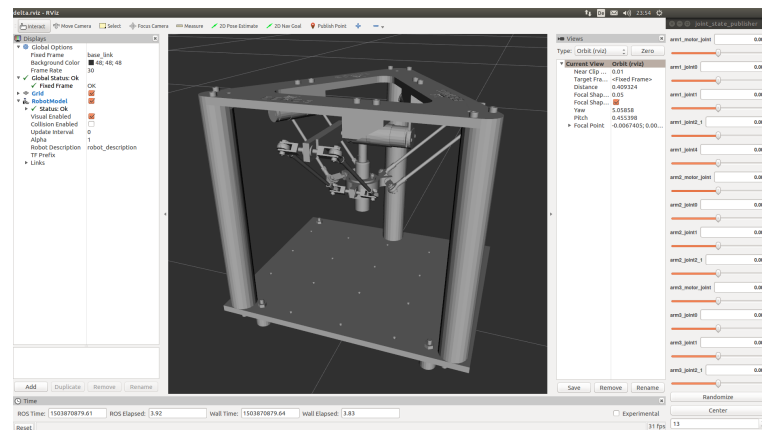 delta.rviz - RViz
23:54
Interact Move Camera Select Focus Camera Measure 2D Pose Estimate 2D Nav Goal Publish Point
Displays
Global Options
Fixed Frame base_link
Background Color 48; 48; 48
Frame Rate 30
Global Status: Ok
Fixed Frame OK
Grid
RobotModel
Status: Ok
Visual Enabled
Collision Enabled
Update Interval 0
Alpha 1
Robot Description robot_description
TF Prefix
Links
Add Duplicate Remove Rename
Views
Type: Orbit (rviz) Zero
Current View Orbit (rviz)
Near Clip ... 0.01
Target Fra... <Fixed Frame>
Distance 0.409324
Focal Shap... 0.05
Focal Shap...
Yaw 5.05858
Pitch 0.455398
Focal Point -0.0067405; 0.00...
Save Remove Rename
joint_state_publisher
arm1_motor_joint 0.00
arm1_joint0 0.00
arm1_joint1 0.00
arm1_joint2_1 0.00
arm1_joint4 0.00
arm2_motor_joint 0.00
arm2_joint0 0.00
arm2_joint1 0.00
arm2_joint2_1 0.00
arm3_motor_joint 0.00
arm3_joint0 0.00
arm3_joint1 0.00
arm3_joint2_1 0.00
Randomize
Center
13
Time
ROS Time: 1503870879.61 ROS Elapsed: 3.92 Wall Time: 1503870879.64 Wall Elapsed: 3.83 Experimental
Reset 31 fps